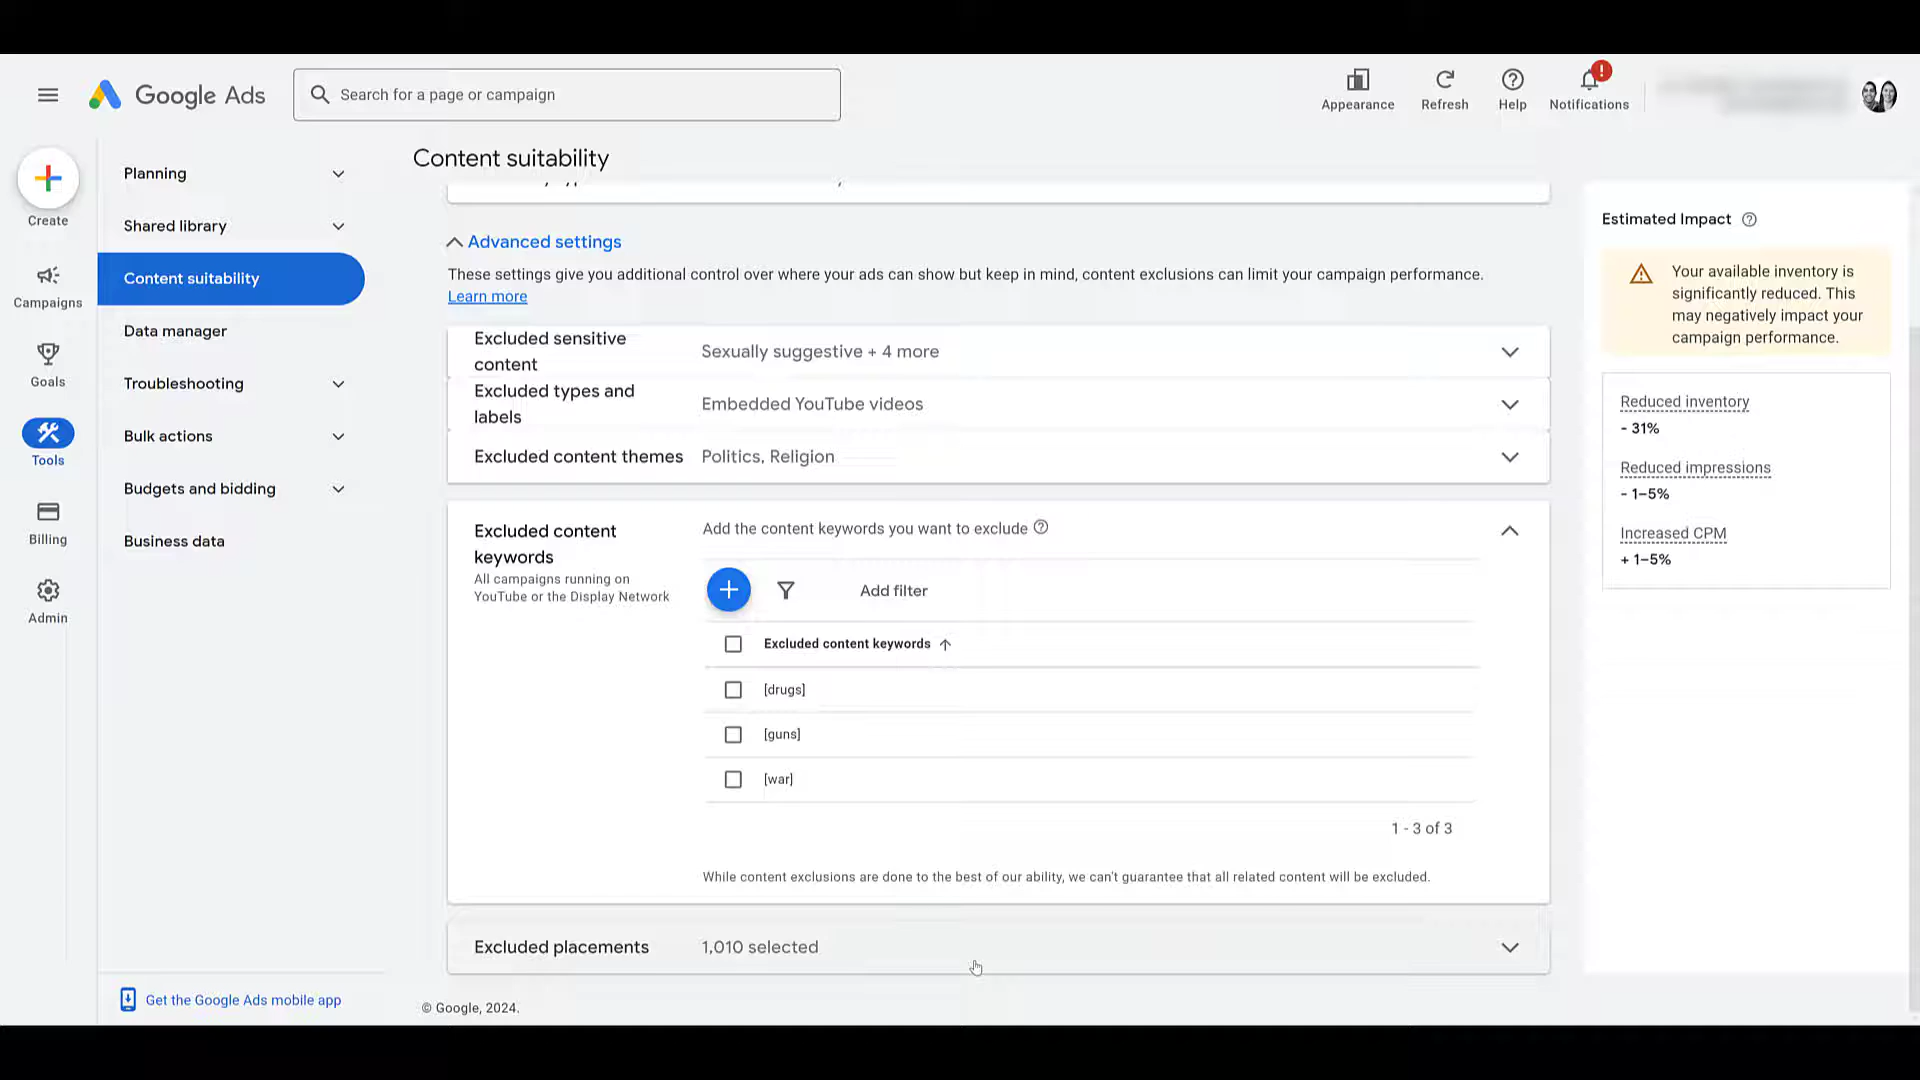 Google Ads
Search for a page or campaign
Appearance
Refresh
Help
!
Notifications
Create
Campaigns
Goals
Tools
Billing
Admin
Planning
Shared library
Content suitability
Data manager
Troubleshooting
Bulk actions
Budgets and bidding
Business data
Get the Google Ads mobile app
Content suitability
Advanced settings
These settings give you additional control over where your ads can show but keep in mind, content exclusions can limit your campaign performance.
Learn more
Excluded sensitive
content
Sexually suggestive + 4 more
Excluded types and
labels
Embedded YouTube videos
Excluded content themes
Politics, Religion
Excluded content
keywords
All campaigns running on
YouTube or the Display Network
Add the content keywords you want to exclude
Add filter
Excluded content keywords
[drugs]
[guns]
[war]
1 - 3 of 3
While content exclusions are done to the best of our ability, we can't guarantee that all related content will be excluded.
Excluded placements
1,010 selected
© Google, 2024.
Estimated Impact
Your available inventory is
significantly reduced. This
may negatively impact your
campaign performance.
Reduced inventory
- 31%
Reduced impressions
- 1–5%
Increased CPM
+ 1–5%